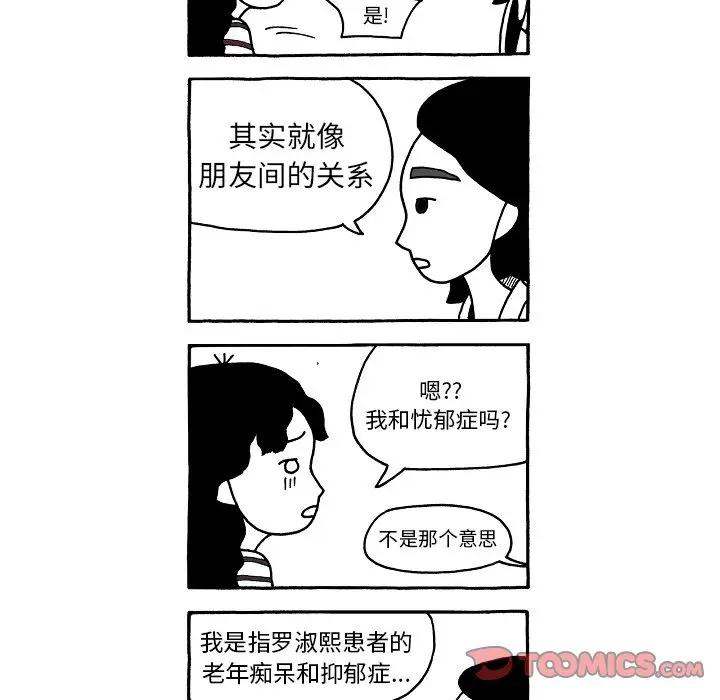 是!
其实就像
朋友间的关系
嗯??
我和忧郁症吗?
不是那个意思
我是指罗淑熙患者的
老年痴呆和抑郁症...
TOOMICS.COM